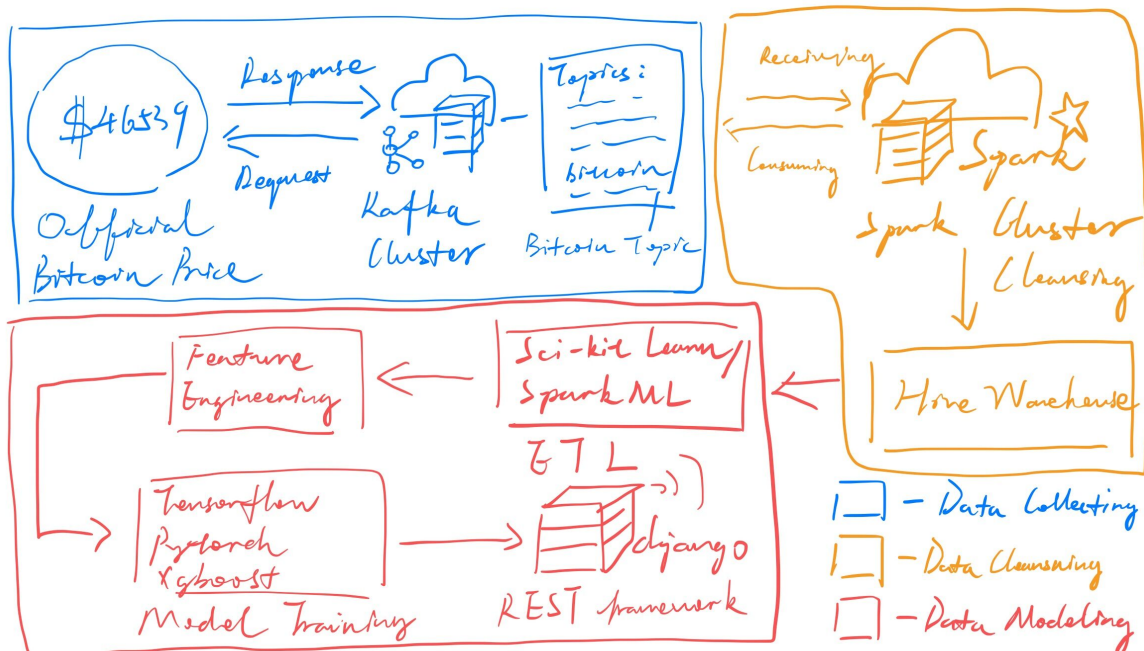 $46539
Response
Request
Offficial
Bitcoin Price
Kafka
Cluster
Topics:
bitcoin
Bitcoin Topic
Receivying
Consuming
Spark
Spark Cluster
Cleansing
Hive Warehouse
Sci-kit Learn/
Spark ML
ETL
Feature
Engineering
Tensorflow
Pytorch
Xgboost
Model Training
django
REST framework
- Data Collecting
- Data Cleansning
- Data Modeling